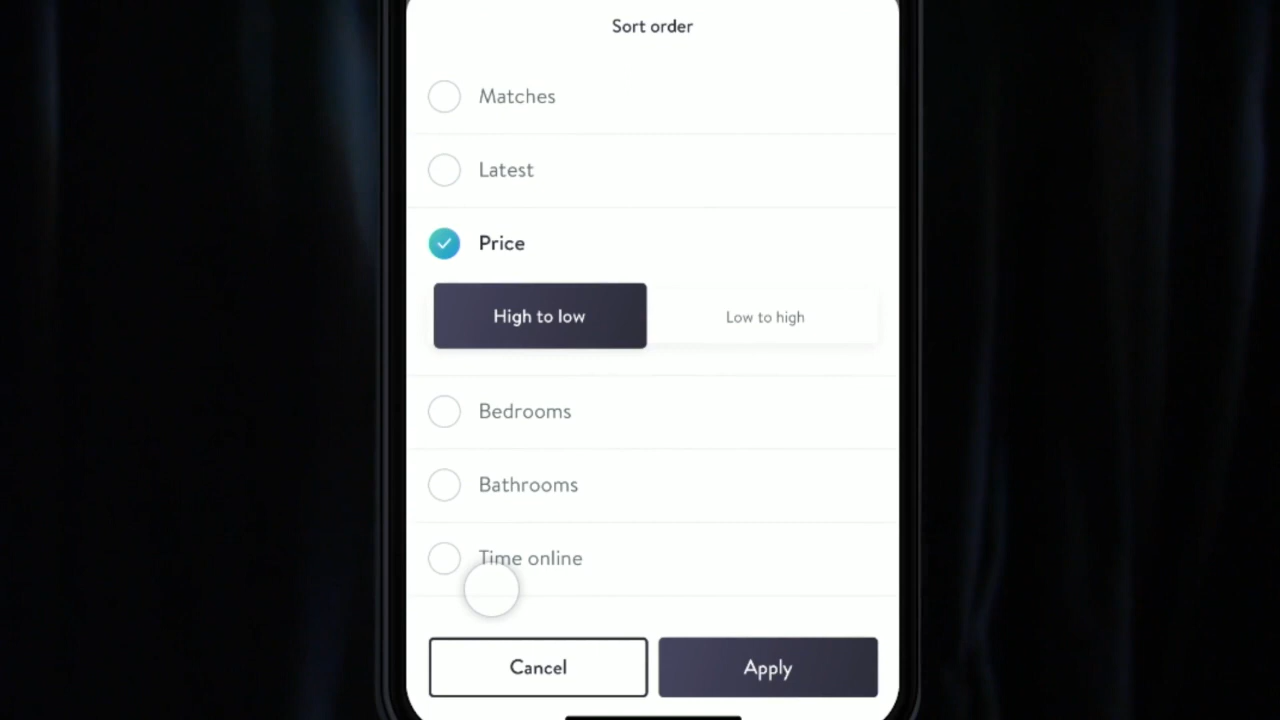 Sort order
Matches
Latest
Price
High to low
Low to high
Bedrooms
Bathrooms
Time online
Cancel
Apply